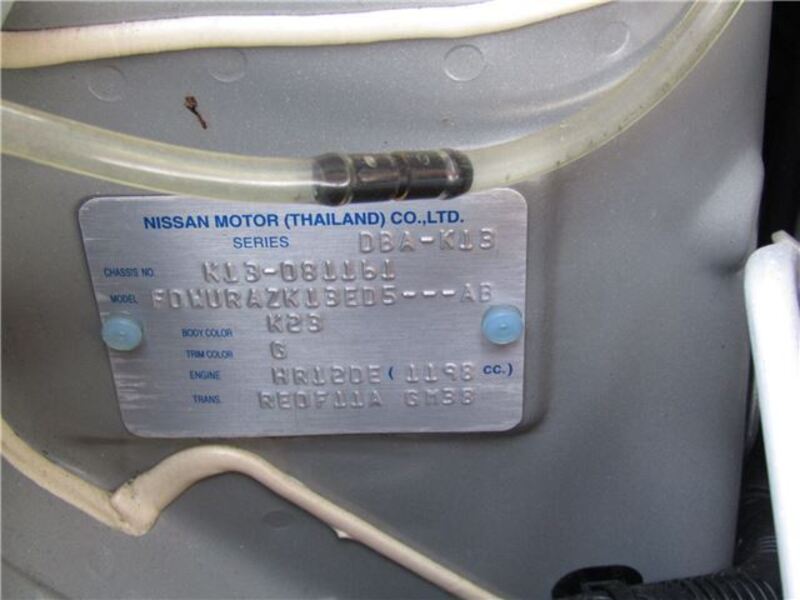 NISSAN MOTOR (THAILAND) CO.,LTD.
SERIES DBA-K13
CHASSIS NO. K13-081161
MODEL FDWURAZK13ED5---AB
BODY COLOR K23
TRIM COLOR G
ENGINE HR12DE ( 1198 CC.)
TRANS. RE0F11A GM38